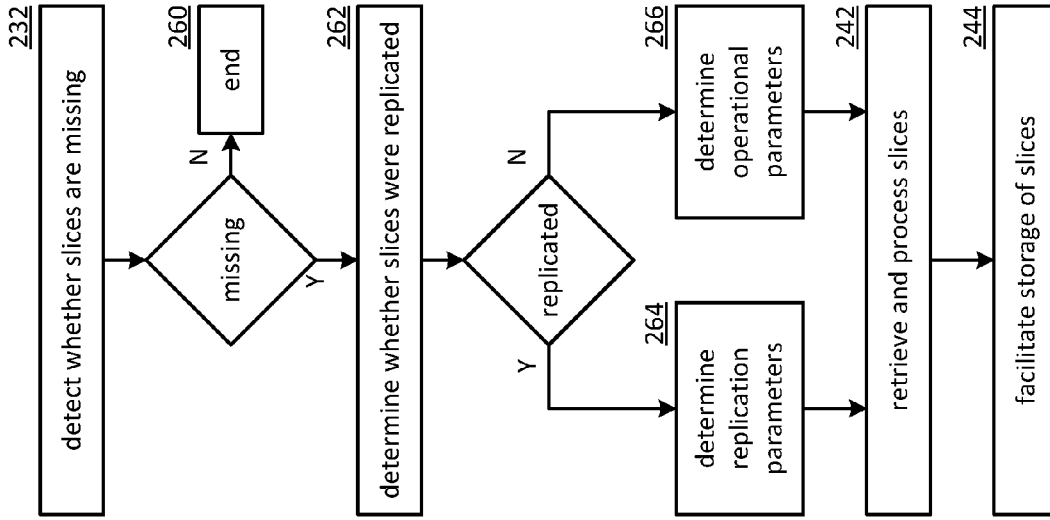 232
detect whether slices are missing
260
end
N
missing
Y
262
determine whether slices were replicated
replicated
Y
N
264
determine
replication
parameters
266
determine
operational
parameters
242
retrieve and process slices
244
facilitate storage of slices